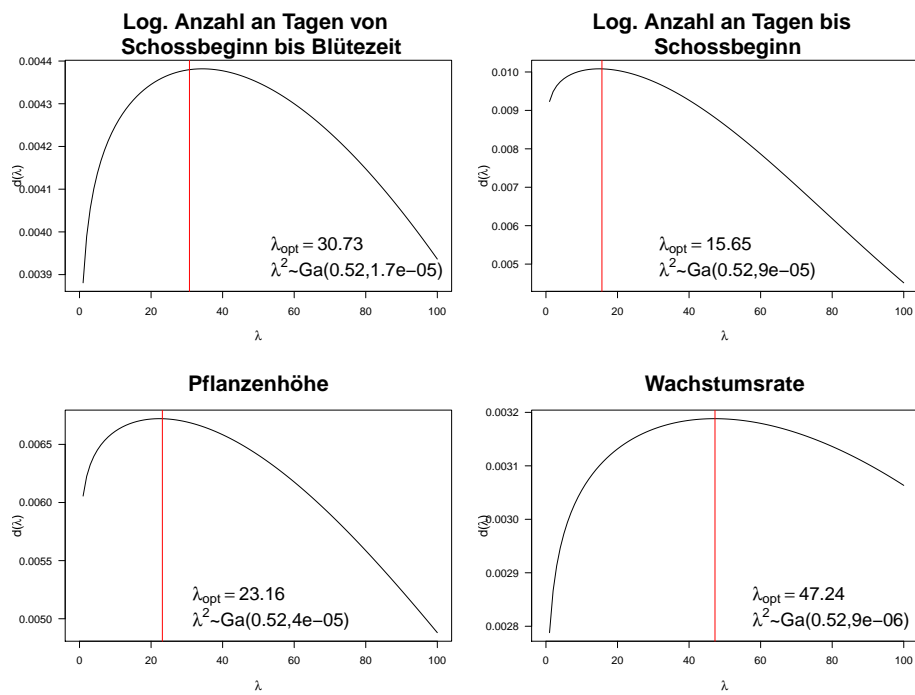 Log. Anzahl an Tagen von
Schossbeginn bis Blütezeit
0.0044
0.0043
0.0042
0.0041
0.0040
0.0039
d(λ)
λopt = 30.73
λ²~Ga(0.52,1.7e−05)
0 20 40 60 80 100
λ
Log. Anzahl an Tagen bis
Schossbeginn
0.010
0.009
0.008
0.007
0.006
0.005
d(λ)
λopt = 15.65
λ²~Ga(0.52,9e−05)
0 20 40 60 80 100
λ
Pflanzenhöhe
0.0065
0.0060
0.0055
0.0050
d(λ)
λopt = 23.16
λ²~Ga(0.52,4e−05)
0 20 40 60 80 100
λ
Wachstumsrate
0.0032
0.0031
0.0030
0.0029
0.0028
d(λ)
λopt = 47.24
λ²~Ga(0.52,9e−06)
0 20 40 60 80 100
λ